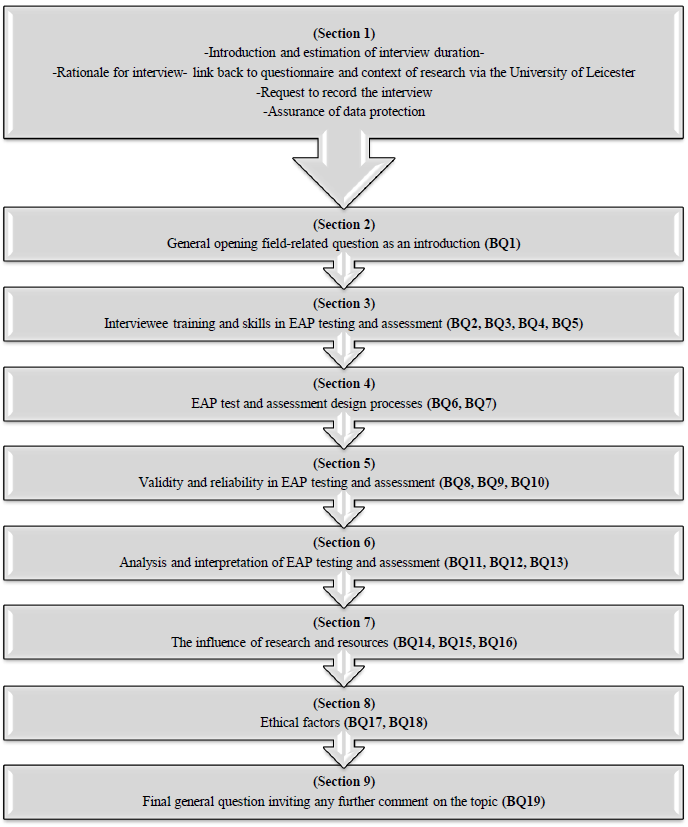 (Section 1)
-Introduction and estimation of interview duration-
-Rationale for interview- link back to questionnaire and context of research via the University of Leicester
-Request to record the interview
-Assurance of data protection
(Section 2)
General opening field-related question as an introduction (BQ1)
(Section 3)
Interviewee training and skills in EAP testing and assessment (BQ2, BQ3, BQ4, BQ5)
(Section 4)
EAP test and assessment design processes (BQ6, BQ7)
(Section 5)
Validity and reliability in EAP testing and assessment (BQ8, BQ9, BQ10)
(Section 6)
Analysis and interpretation of EAP testing and assessment (BQ11, BQ12, BQ13)
(Section 7)
The influence of research and resources (BQ14, BQ15, BQ16)
(Section 8)
Ethical factors (BQ17, BQ18)
(Section 9)
Final general question inviting any further comment on the topic (BQ19)